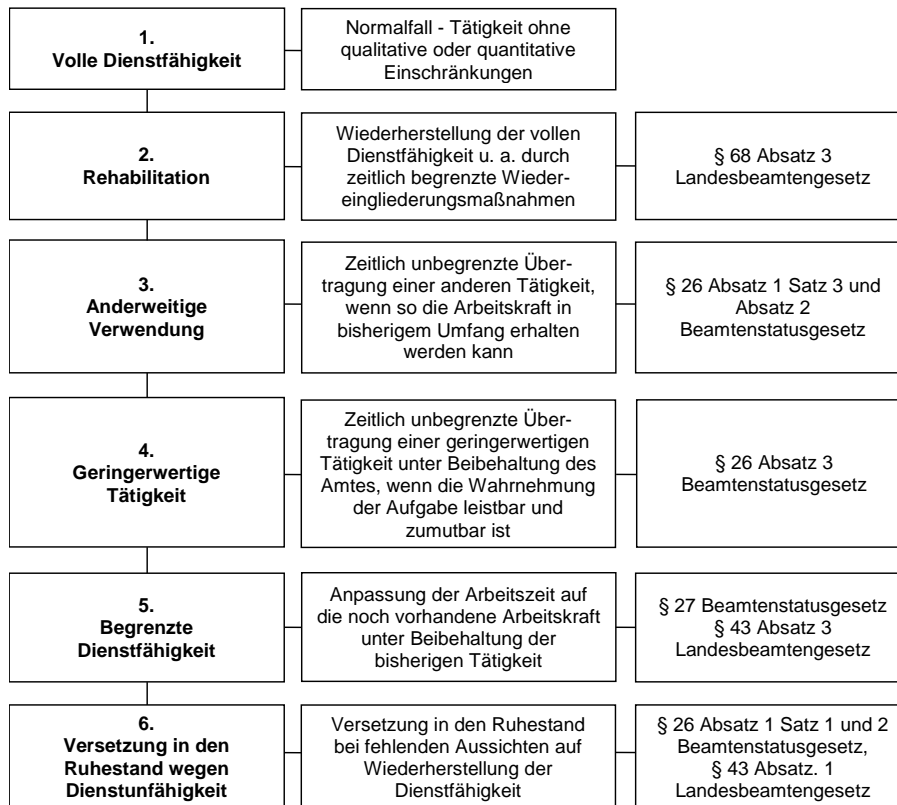 1.
Volle Dienstfähigkeit
Normalfall - Tätigkeit ohne
qualitative oder quantitative
Einschränkungen
2.
Rehabilitation
Wiederherstellung der vollen
Dienstfähigkeit u. a. durch
zeitlich begrenzte Wieder-
eingliederungsmaßnahmen
§ 68 Absatz 3
Landesbeamtengesetz
3.
Anderweitige
Verwendung
Zeitlich unbegrenzte Über-
tragung einer anderen Tätigkeit,
wenn so die Arbeitskraft in
bisherigem Umfang erhalten
werden kann
§ 26 Absatz 1 Satz 3 und
Absatz 2
Beamtenstatusgesetz
4.
Geringerwertige
Tätigkeit
Zeitlich unbegrenzte Über-
tragung einer geringerwertigen
Tätigkeit unter Beibehaltung des
Amtes, wenn die Wahrnehmung
der Aufgabe leistbar und
zumutbar ist
§ 26 Absatz 3
Beamtenstatusgesetz
5.
Begrenzte
Dienstfähigkeit
Anpassung der Arbeitszeit auf
die noch vorhandene Arbeitskraft
unter Beibehaltung der
bisherigen Tätigkeit
§ 27 Beamtenstatusgesetz
§ 43 Absatz 3
Landesbeamtengesetz
6.
Versetzung in den
Ruhestand wegen
Dienstunfähigkeit
Versetzung in den Ruhestand
bei fehlenden Aussichten auf
Wiederherstellung der
Dienstfähigkeit
§ 26 Absatz 1 Satz 1 und 2
Beamtenstatusgesetz,
§ 43 Absatz. 1
Landesbeamtengesetz